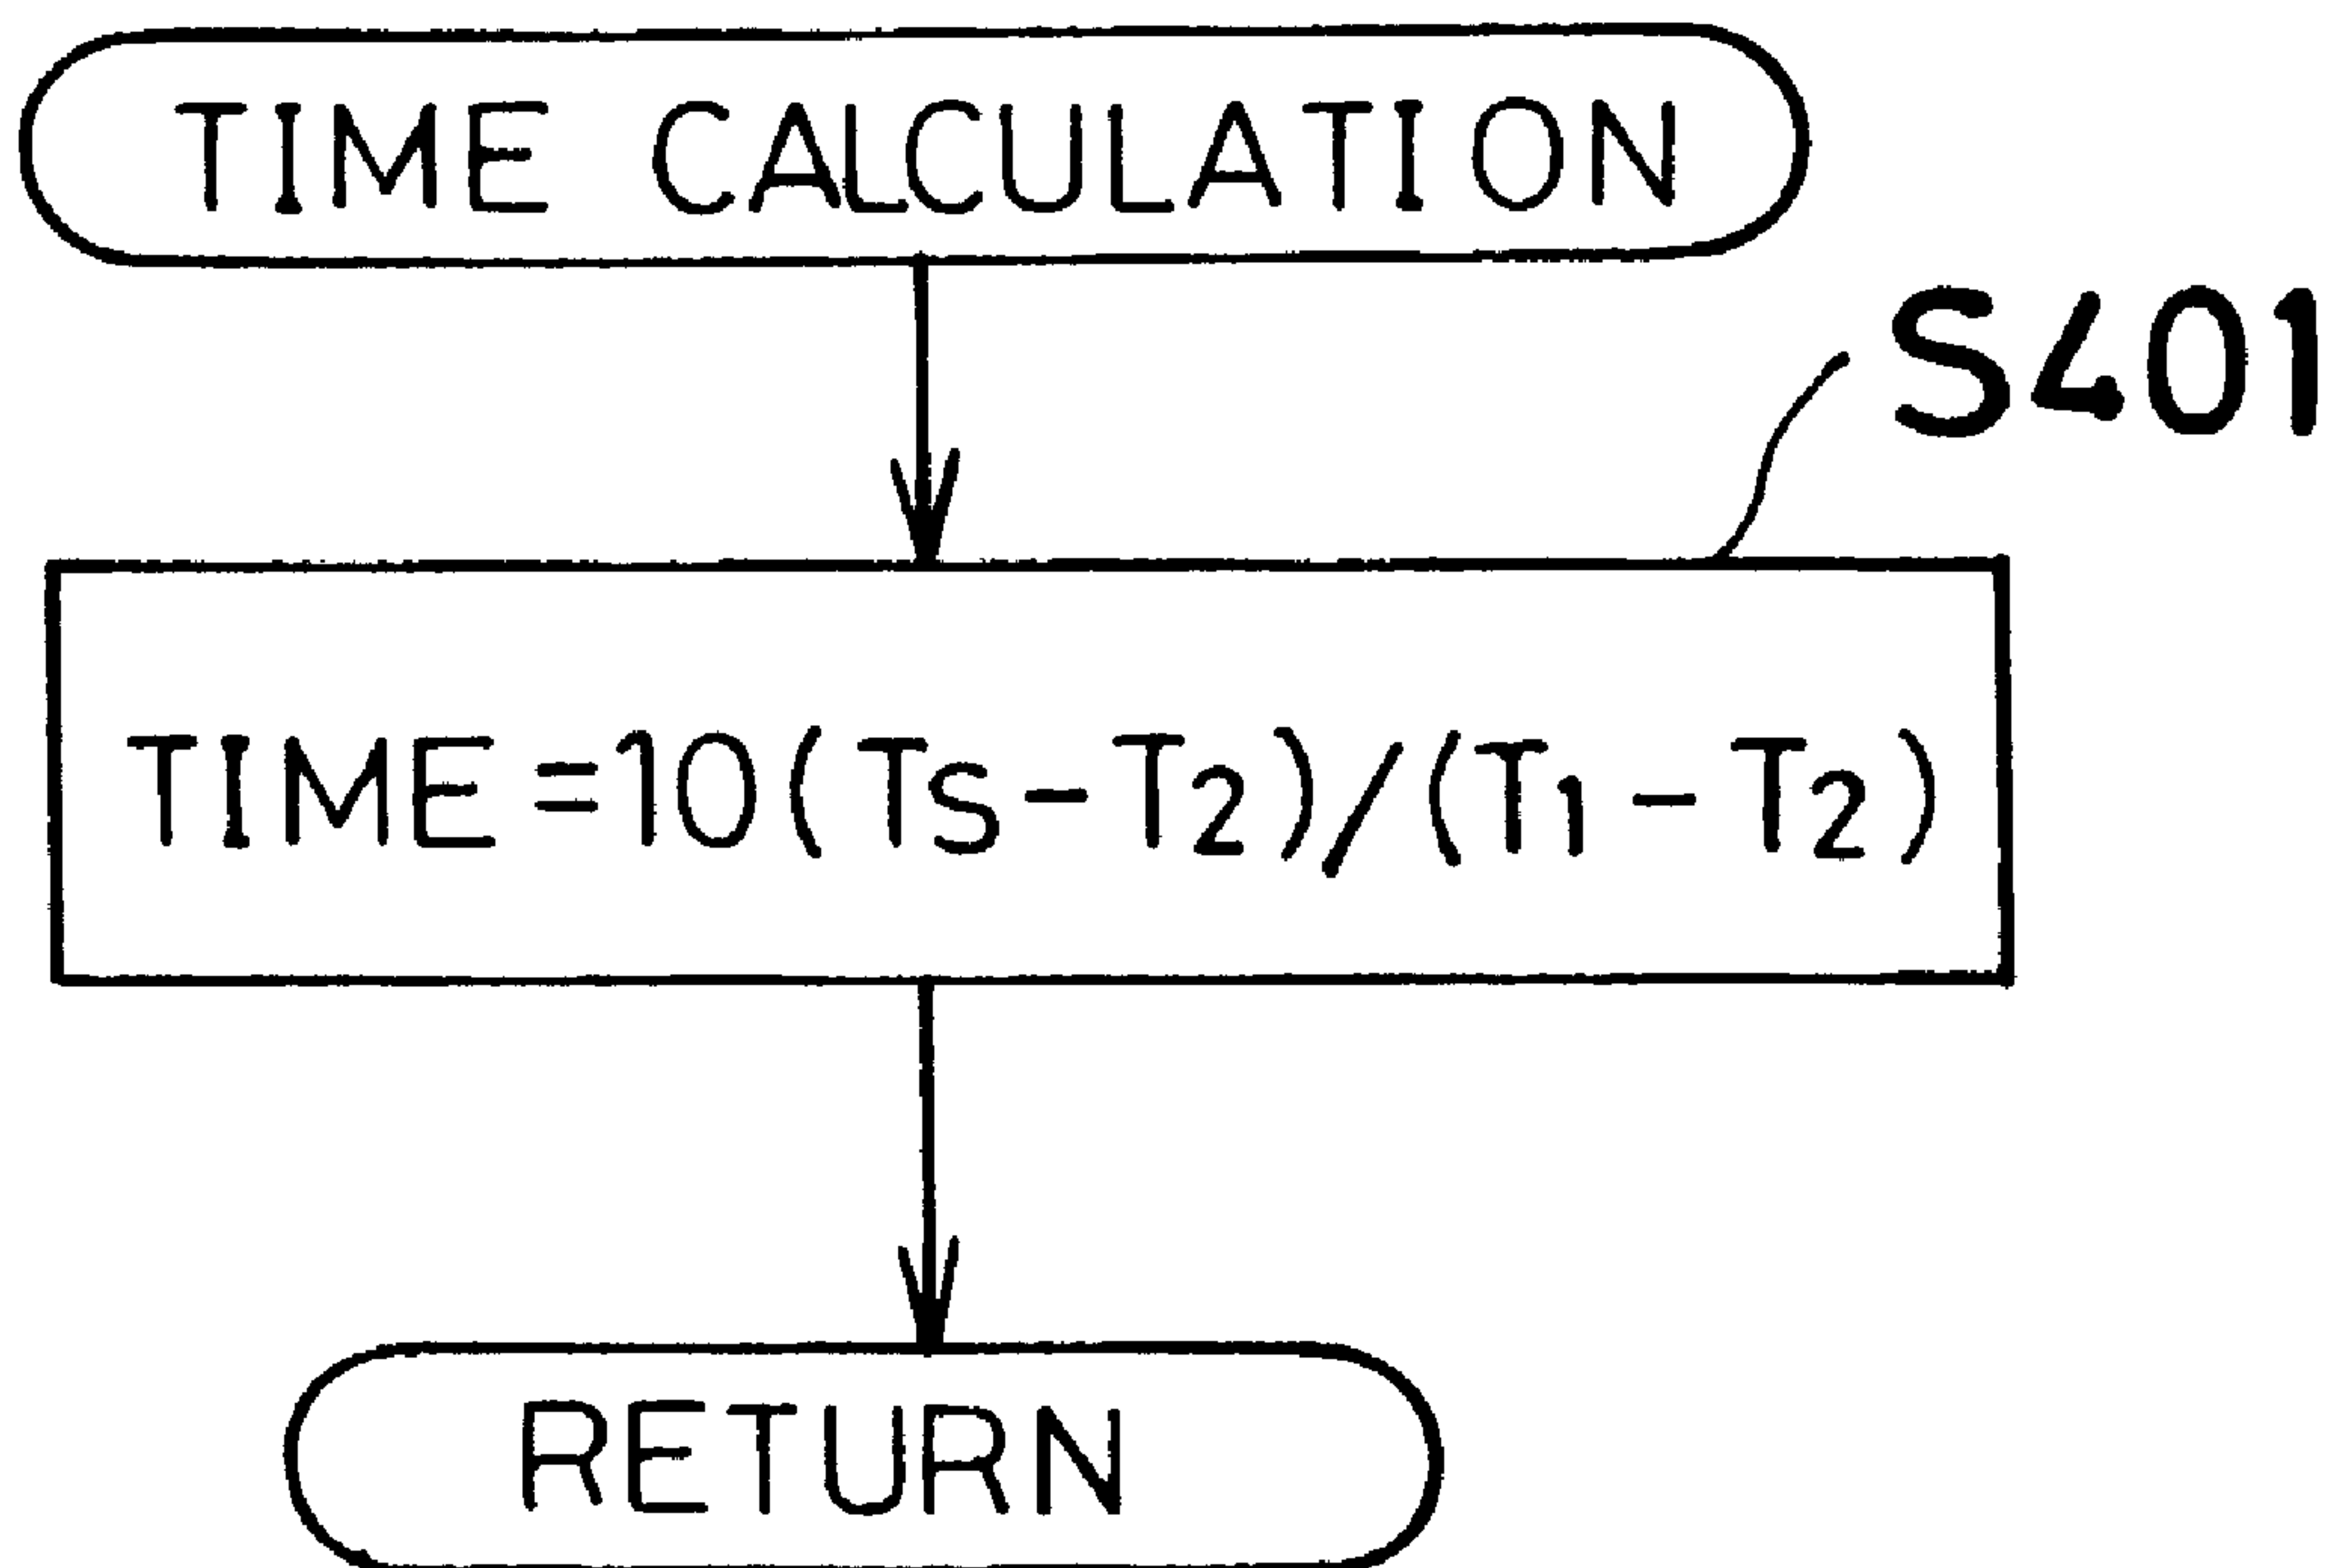 TIME CALCULATION
S401
TIME=10(TS-T2)/(T1-T2)
RETURN